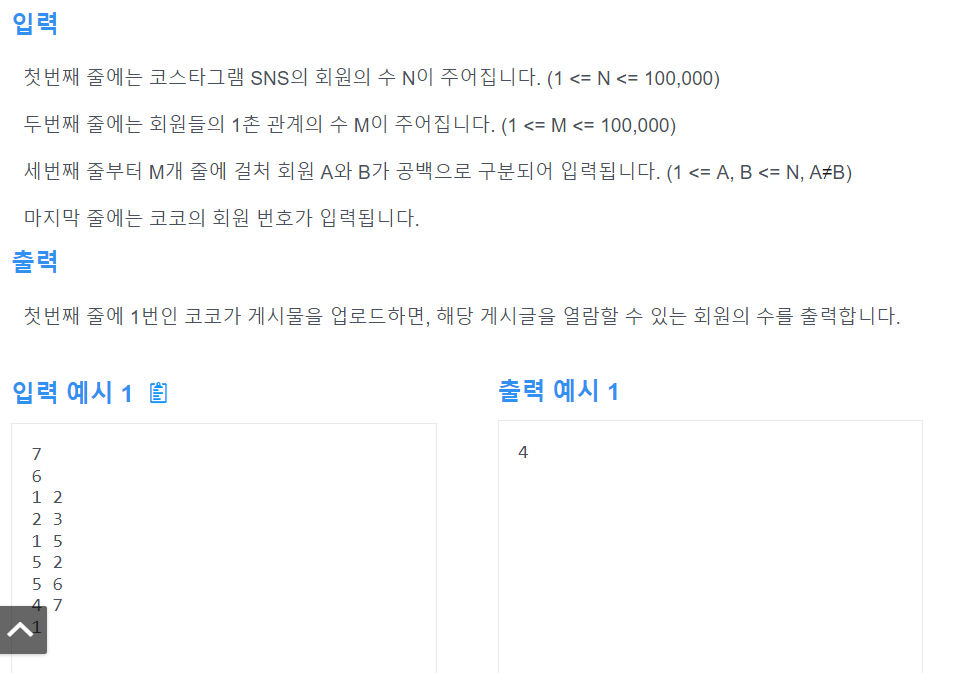 입력
첫번째 줄에는 코스타그램 SNS의 회원의 수 N이 주어집니다. (1 <= N <= 100,000)
두번째 줄에는 회원들의 1촌 관계의 수 M이 주어집니다. (1 <= M <= 100,000)
세번째 줄부터 M개 줄에 걸쳐 회원 A와 B가 공백으로 구분되어 입력됩니다. (1 <= A, B <= N, A≠B)
마지막 줄에는 코코의 회원 번호가 입력됩니다.
출력
첫번째 줄에 1번인 코코가 게시물을 업로드하면, 해당 게시글을 열람할 수 있는 회원의 수를 출력합니다.
입력 예시 1
7
6
1 2
2 3
1 5
5 2
5 6
4 7
1
출력 예시 1
4